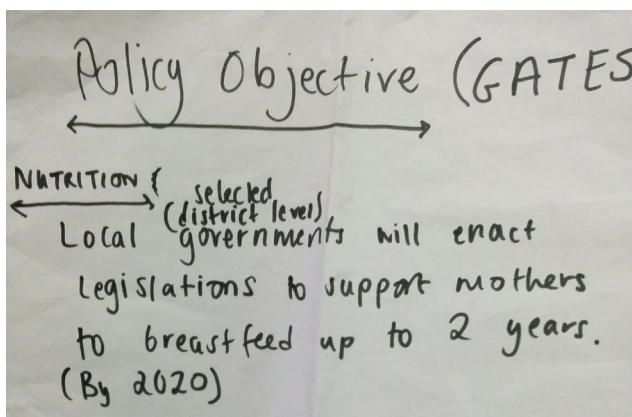 Policy Objective (GATES
NUTRITION {
selected
(district level)
Local governments will enact
legislations to support mothers
to breastfeed up to 2 years.
(By 2020)